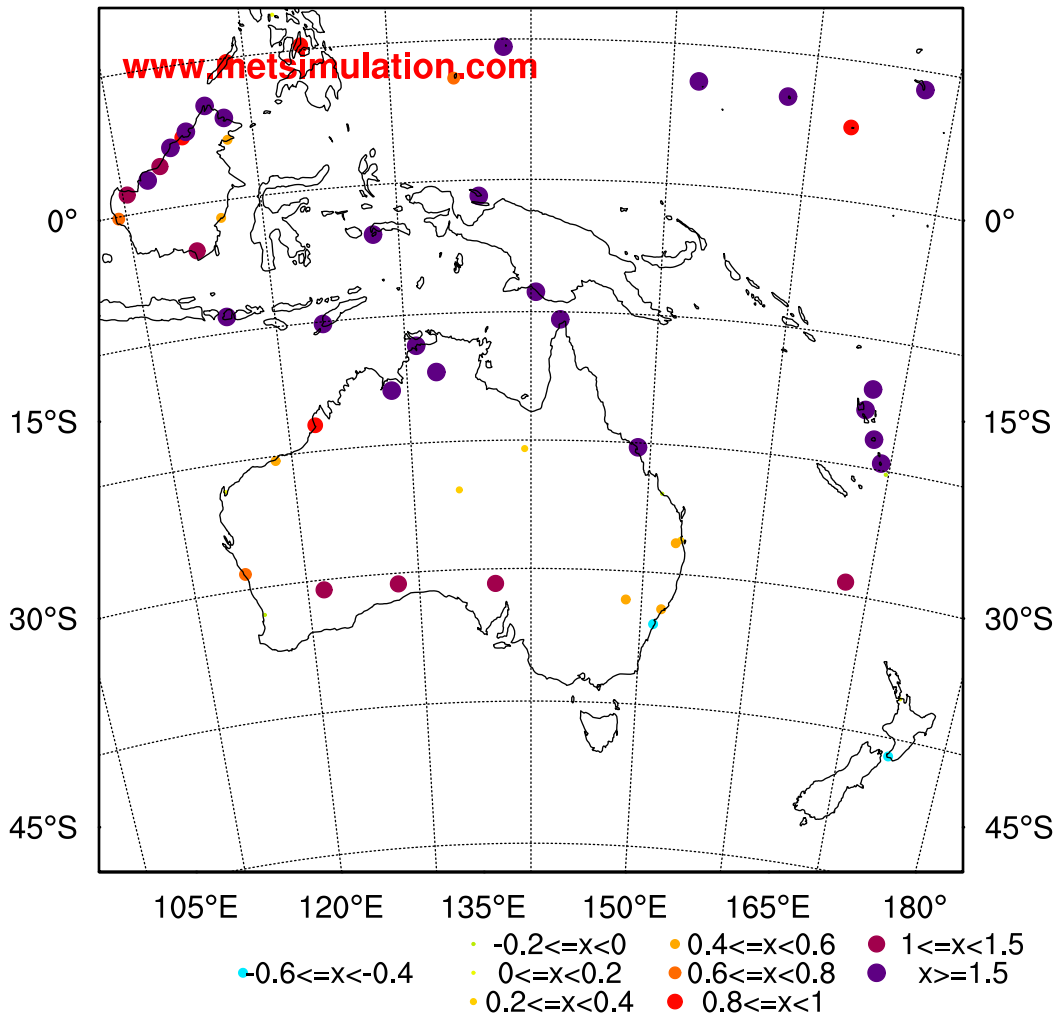 www.metsimulation.com
0° 0°
15°S 15°S
30°S 30°S
45°S 45°S
105°E 120°E 135°E 150°E 165°E 180°
-0.2<=x<0 0.4<=x<0.6 1<=x<1.5
-0.6<=x<-0.4 0<=x<0.2 0.6<=x<0.8 x>=1.5
0.2<=x<0.4 0.8<=x<1